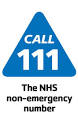 CALL
111
The NHS
non-emergency
number